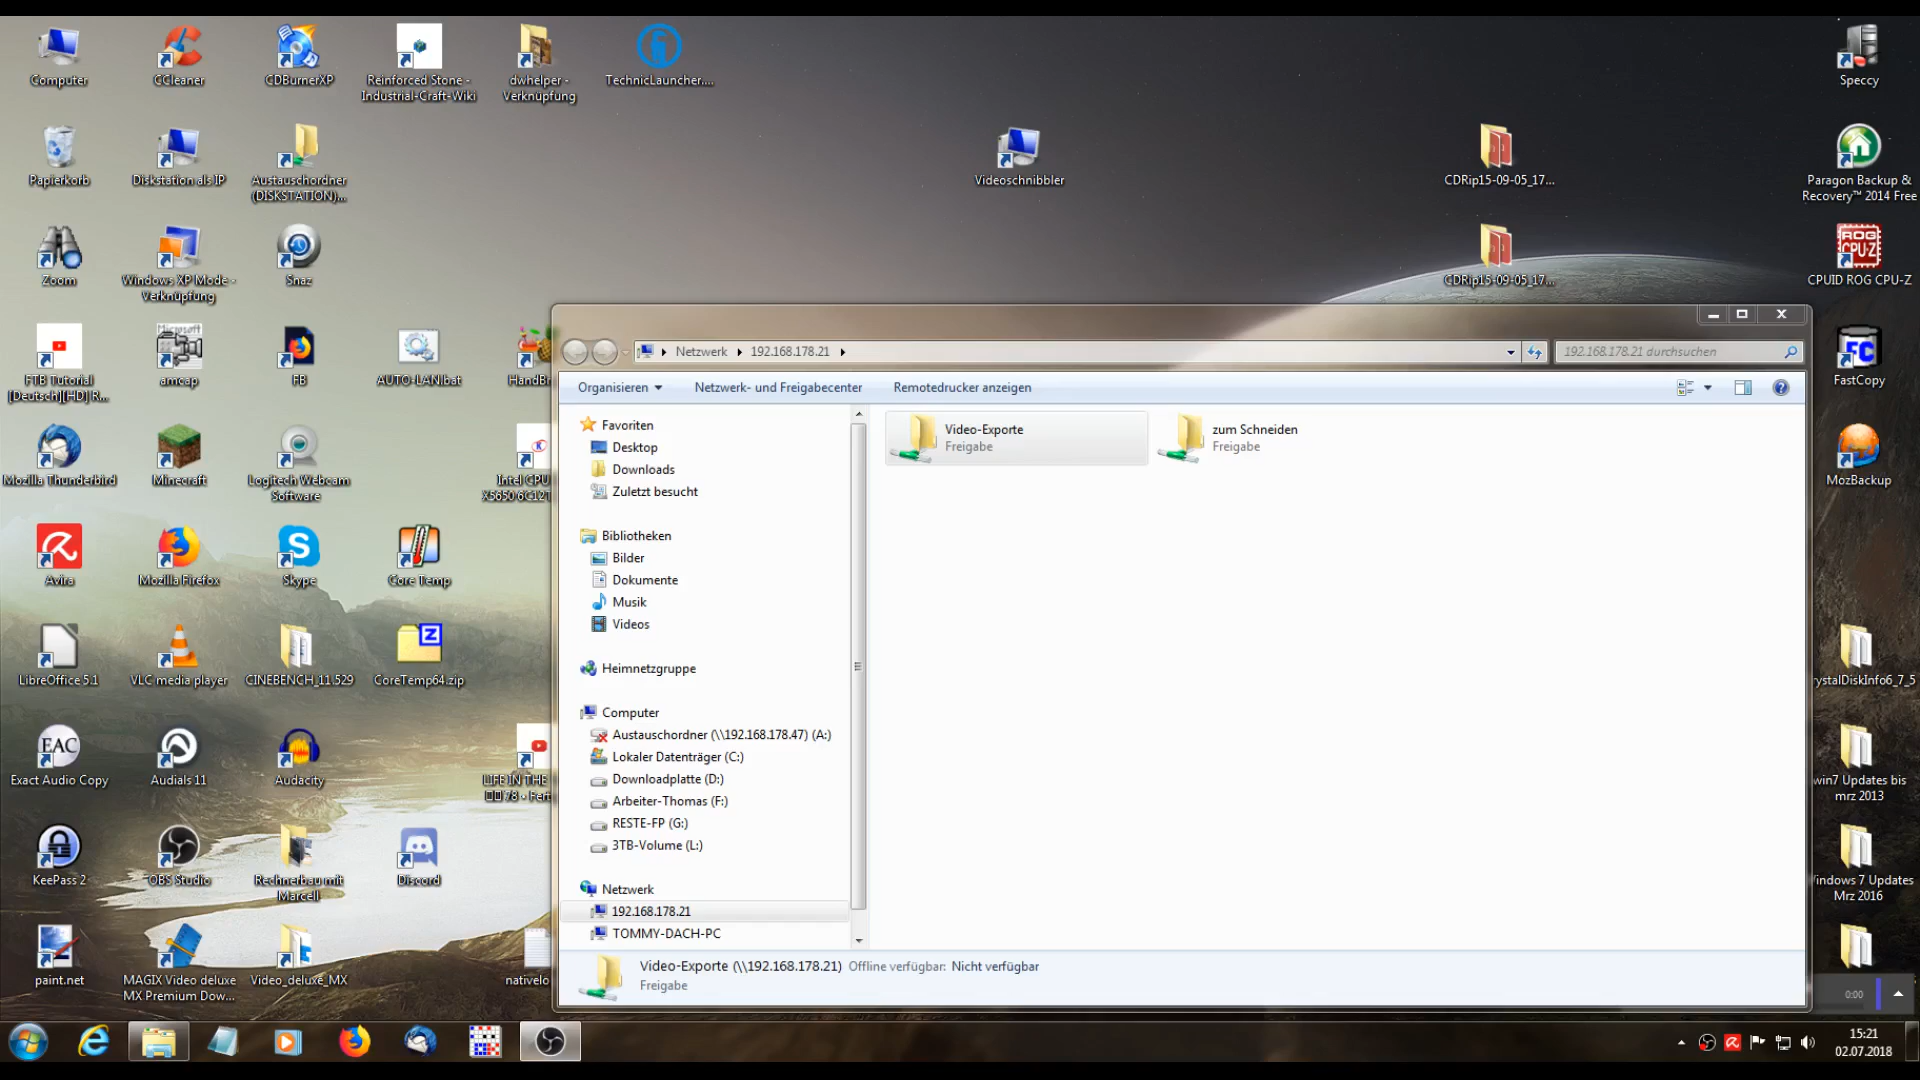 Computer
CCleaner
CDBurnerXP
Reinforced Stone -
Industrial-Craft-Wiki
dwhelper -
Verknüpfung
TechnicLauncher....
Speccy
Papierkorb
Diskstation als IP
Austauschordner
(DISKSTATION)...
Videoschnibbler
CDRip15-09-05_17...
Paragon Backup &
Recovery™ 2014 Free
Zoom
Windows XP Mode -
Verknüpfung
Snaz
CDRip15-09-05_17...
ROG
CPU-Z
CPUID ROG CPU-Z
Netzwerk
192.168.178.21
192.168.178.21 durchsuchen
Organisieren
Netzwerk- und Freigabecenter
Remotedrucker anzeigen
FTB Tutorial
[Deutsch][HD] R...
Microsoft
amcap
FB
AUTO-LAN.bat
HandBr
FC
FastCopy
Favoriten
Desktop
Downloads
Zuletzt besucht
Bibliotheken
Bilder
Dokumente
Musik
Videos
Heimnetzgruppe
Computer
Austauschordner (\\192.168.178.47) (A:)
Lokaler Datenträger (C:)
Downloadplatte (D:)
Arbeiter-Thomas (F:)
RESTE-FP (G:)
3TB-Volume (L:)
Netzwerk
192.168.178.21
TOMMY-DACH-PC
Video-Exporte
Freigabe
zum Schneiden
Freigabe
Video-Exporte (\\192.168.178.21) Offline verfügbar: Nicht verfügbar
Freigabe
Mozilla Thunderbird
Minecraft
Logitech Webcam
Software
Intel CPU
X5650 6C12T
MozBackup
Avira
Mozilla Firefox
Skype
Core Temp
LibreOffice 5.1
VLC media player
CINEBENCH_11.529
CoreTemp64.zip
rystalDiskInfo6_7_5
EAC
Exact Audio Copy
Audials 11
Audacity
LIFE IN THE
win7 Updates bis
mrz 2013
KeePass 2
OBS Studio
Rechnerbau mit
Marcell
Discord
indows 7 Updates
Mrz 2016
paint.net
MAGIX Video deluxe
MX Premium Dow...
Video_deluxe_MX
nativelo
0:00
15:21
02.07.2018